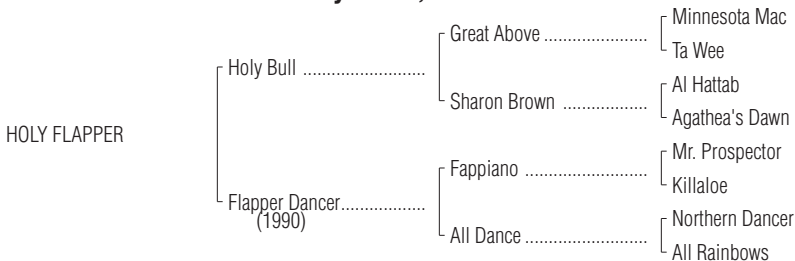 Minnesota Mac
Great Above ........................
Ta Wee
Holy Bull ............................
Al Hattab
Sharon Brown ....................
Agathea's Dawn
HOLY FLAPPER
Mr. Prospector
Fappiano ............................
Killaloe
Flapper Dancer...................
(1990)
Northern Dancer
All Dance ............................
All Rainbows